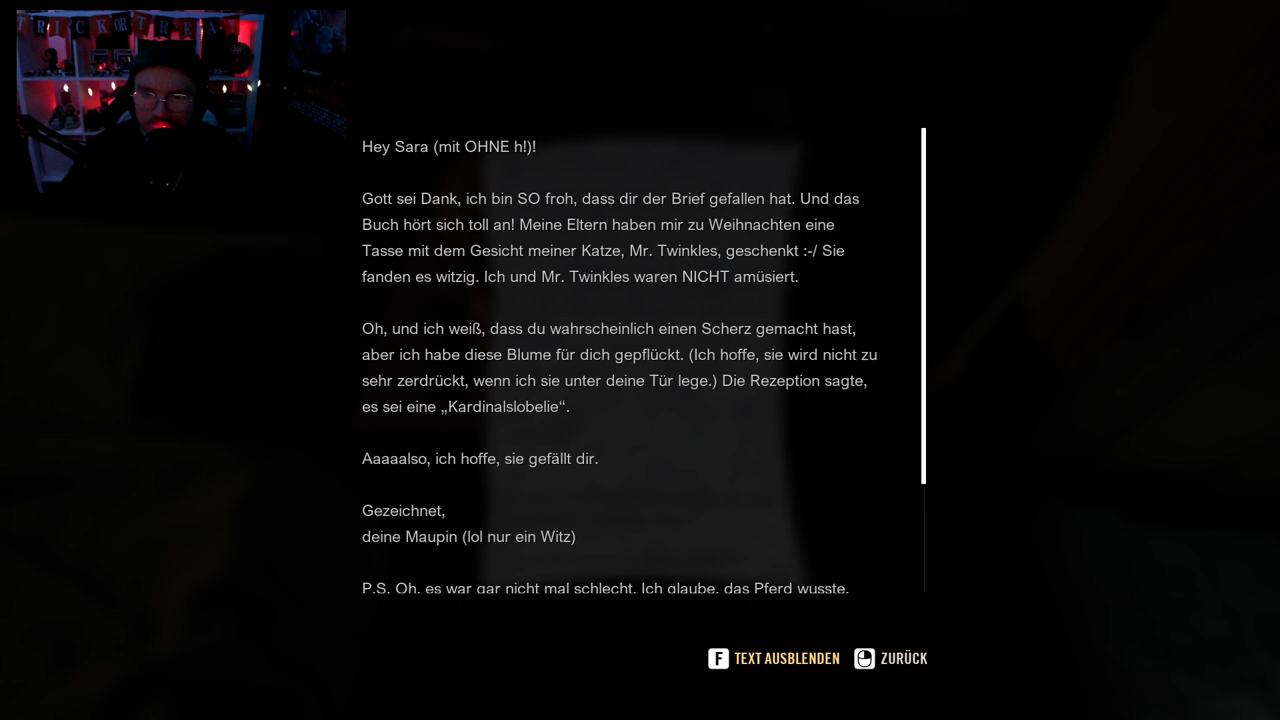 TRICK OR TREAT
Hey Sara (mit OHNE h!)!
Gott sei Dank, ich bin SO froh, dass dir der Brief gefallen hat. Und das
Buch hört sich toll an! Meine Eltern haben mir zu Weihnachten eine
Tasse mit dem Gesicht meiner Katze, Mr. Twinkles, geschenkt :-/ Sie
fanden es witzig. Ich und Mr. Twinkles waren NICHT amüsiert.
Oh, und ich weiß, dass du wahrscheinlich einen Scherz gemacht hast,
aber ich habe diese Blume für dich gepflückt. (Ich hoffe, sie wird nicht zu
sehr zerdrückt, wenn ich sie unter deine Tür lege.) Die Rezeption sagte,
es sei eine „Kardinalslobelie“.
Aaaaalso, ich hoffe, sie gefällt dir.
Gezeichnet,
deine Maupin (lol nur ein Witz)
P.S. Oh, es war gar nicht mal schlecht. Ich glaube, das Pferd wusste,
F TEXT AUSBLENDEN ZURÜCK